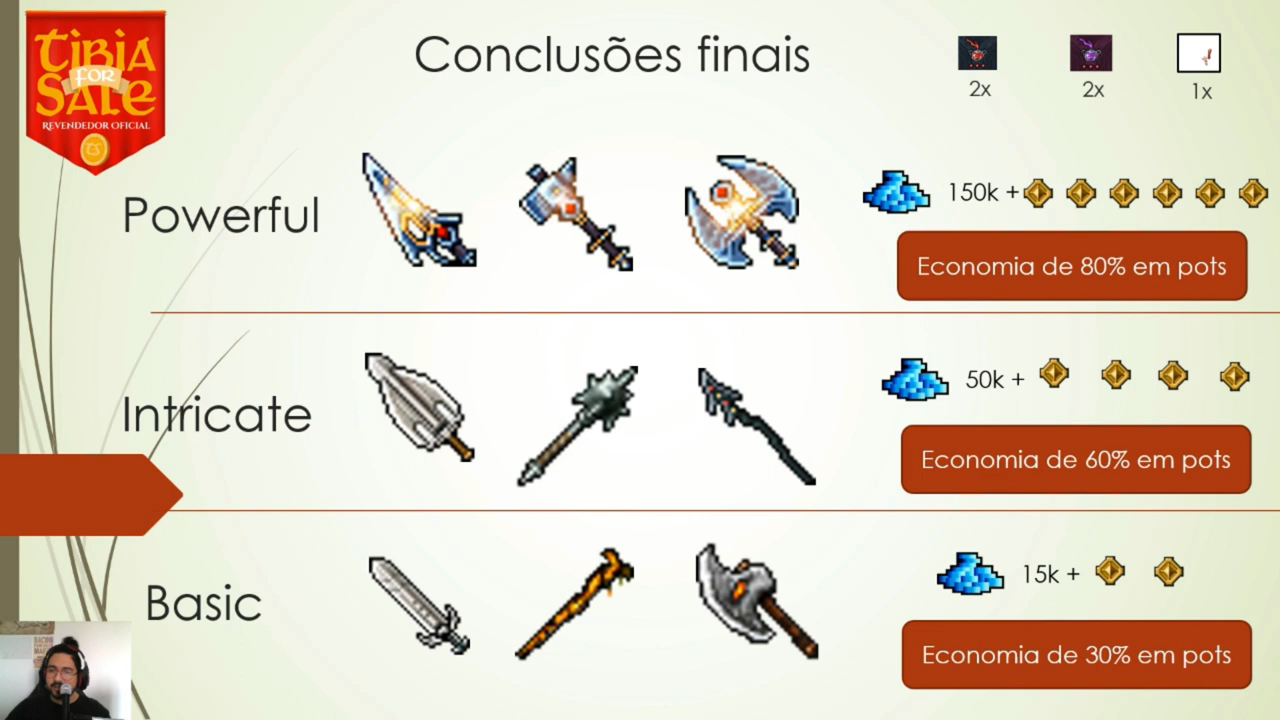 TIBIA
FOR
SALE
REVENDEDOR OFICIAL
TS
Conclusões finais
2x
2x
1x
Powerful
150k +
Economia de 80% em pots
Intricate
50k +
Economia de 60% em pots
Basic
15k +
Economia de 30% em pots